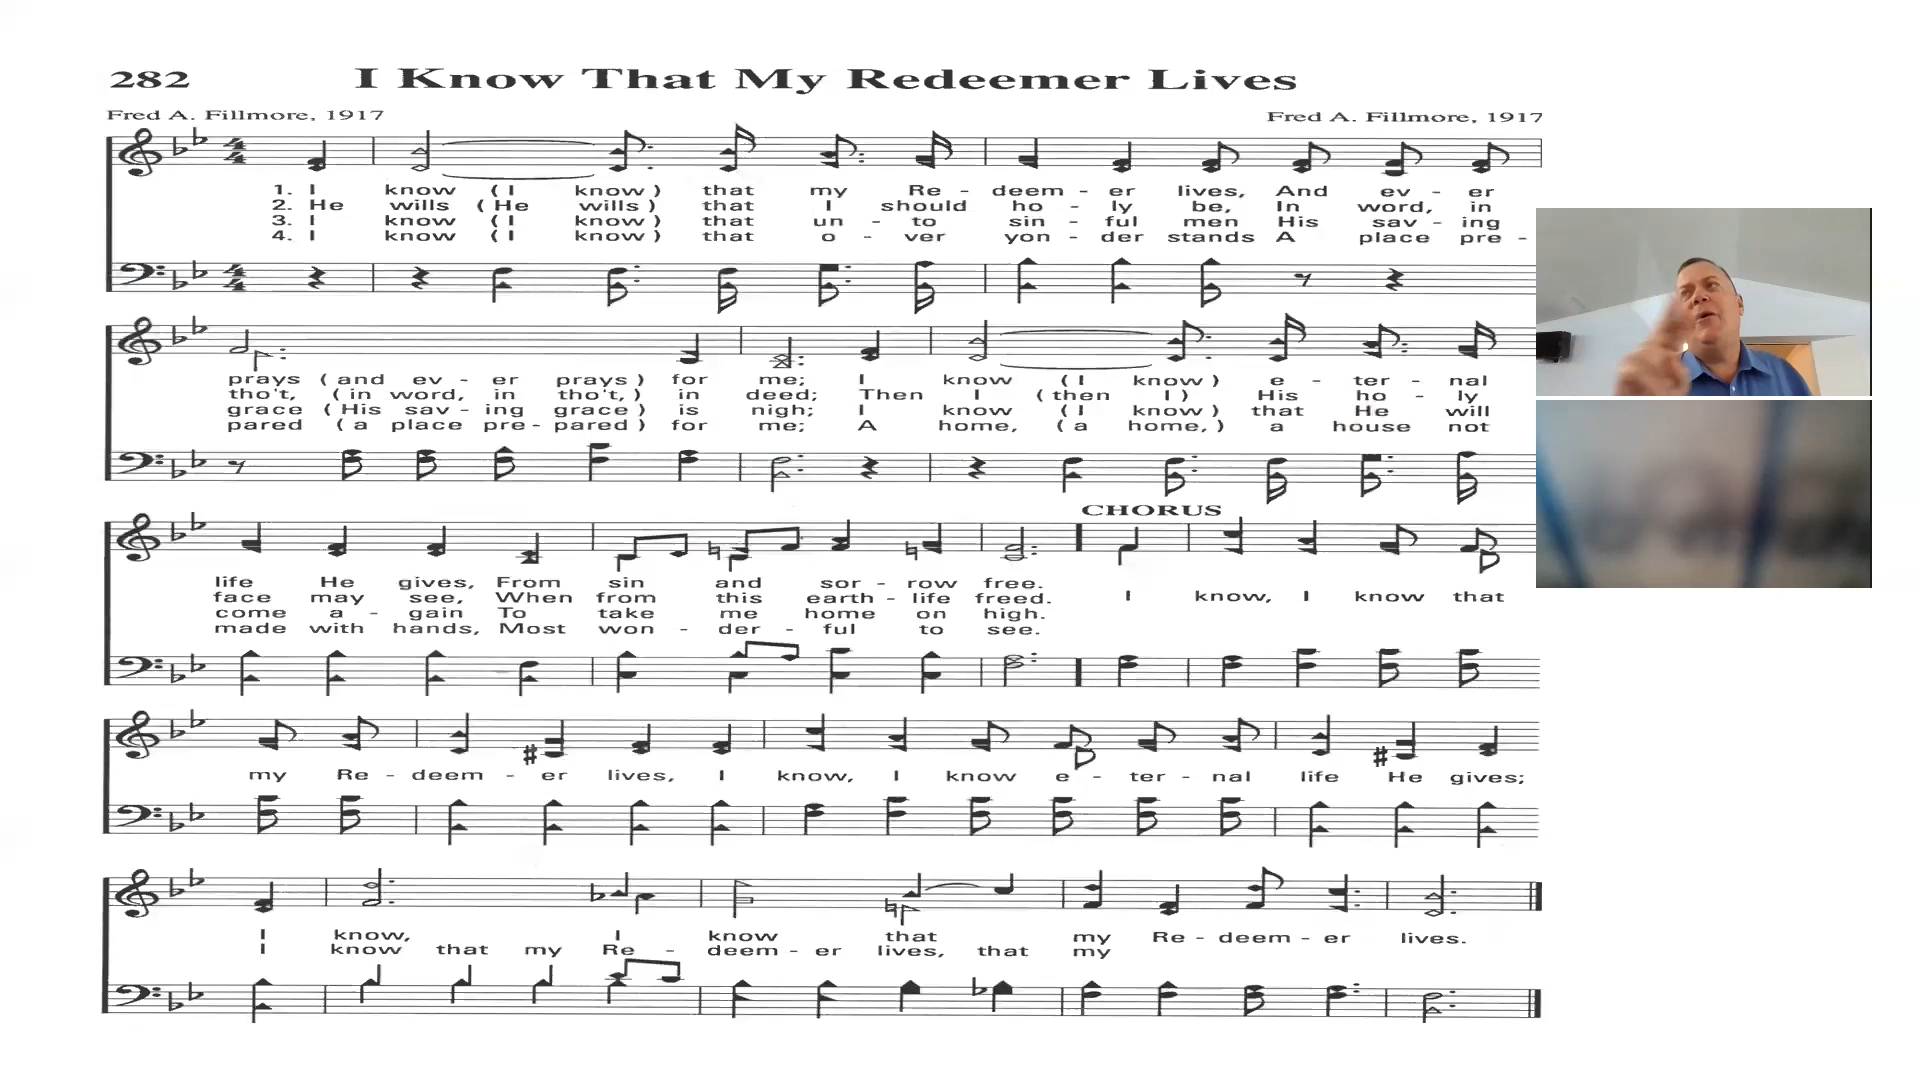 282 I Know That My Redeemer Lives
Fred A. Fillmore, 1917 Fred A. Fillmore, 1917
1. I know (I know) that my Re - deem - er lives, And ev - er
2. He wills (He wills) that I should ho - ly be, In word, in
3. I know (I know) that un - to sin - ful men His sav - ing
4. I know (I know) that o - ver yon - der stands A place pre -
prays (and ev - er prays) for me; I know (I know) e - ter - nal
tho't, (in word, in tho't,) in deed; Then I (then I) His ho - ly
grace (His sav - ing grace) is nigh; I know (I know) that He will
pared (a place pre - pared) for me; A home, (a home,) a house not
CHORUS
life He gives, From sin and sor - row free.
face may see, When from this earth - life freed. I know, I know that
come a - gain To take me home on high.
made with hands, Most won - der - ful to see.
my Re - deem - er lives, I know, I know e - ter - nal life He gives;
I know, I know that my Re - deem - er lives.
I know that my Re - deem - er lives, that my